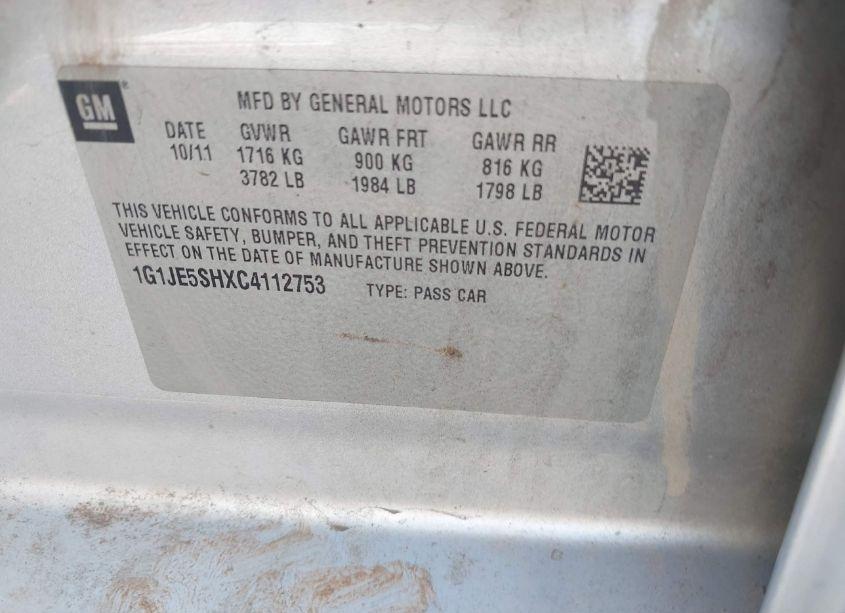 GM®
MFD BY GENERAL MOTORS LLC
DATE GVWR GAWR FRT GAWR RR
10/11 1716 KG 900 KG 816 KG
3782 LB 1984 LB 1798 LB
THIS VEHICLE CONFORMS TO ALL APPLICABLE U.S. FEDERAL MOTOR
VEHICLE SAFETY, BUMPER, AND THEFT PREVENTION STANDARDS IN
EFFECT ON THE DATE OF MANUFACTURE SHOWN ABOVE.
1G1JE5SHXC4112753 TYPE: PASS CAR